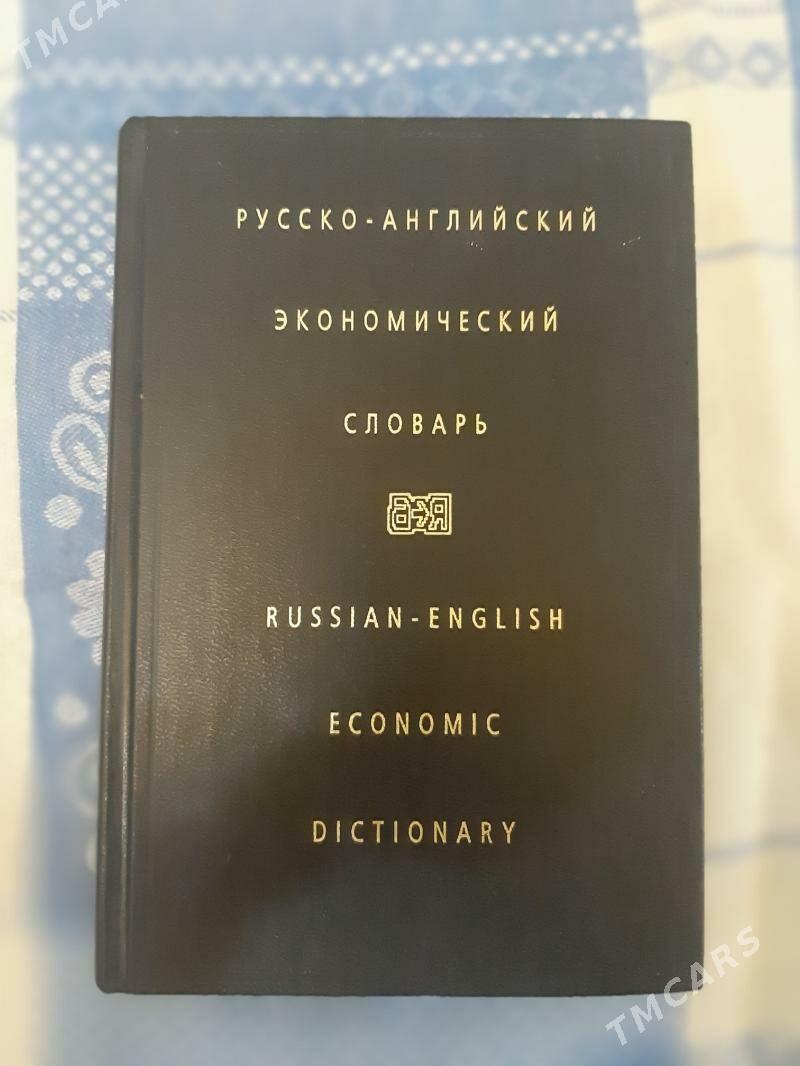 TMCARS
РУССКО-АНГЛИЙСКИЙ
ЭКОНОМИЧЕСКИЙ
СЛОВАРЬ
RUSSIAN-ENGLISH
ECONOMIC
DICTIONARY
TMCARS